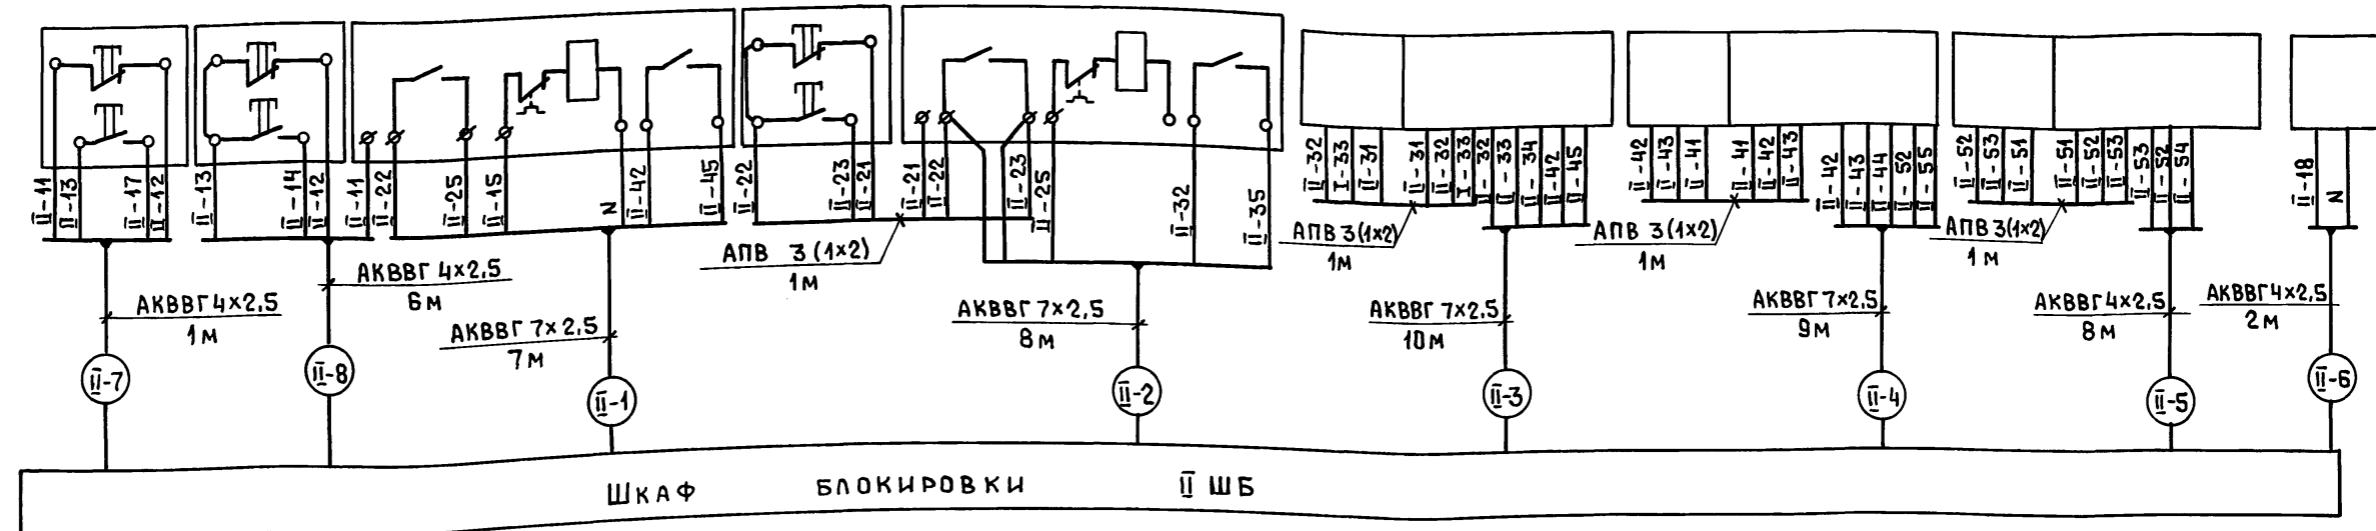 II-11
II-13
II-17
II-12
II-13
II-14
II-12
II-11
II-22
II-25
II-15
N
II-42
II-45
II-22
II-23
II-21
II-21
II-22
II-23
II-25
II-32
II-35
II-32
I-33
II-31
II-31
II-32
I-33
II-32
II-33
II-34
II-42
II-45
II-42
II-43
II-41
II-41
II-42
II-43
II-42
II-43
II-44
II-52
II-55
II-52
II-53
II-51
II-51
II-52
II-53
II-53
II-52
II-54
II-18
N
АПВ 3 (1×2)
1м
АПВ 3 (1×2)
1м
АПВ 3 (1×2)
1м
АПВ 3 (1×2)
1м
АКВВГ 4×2,5
1м
АКВВГ 4×2,5
6м
АКВВГ 7×2,5
7м
АКВВГ 7×2,5
8м
АКВВГ 7×2,5
10м
АКВВГ 7×2,5
9м
АКВВГ 4×2,5
8м
АКВВГ 4×2,5
2м
II-7
II-8
II-1
II-2
II-3
II-4
II-5
II-6
Шкаф блокировки II ШБ